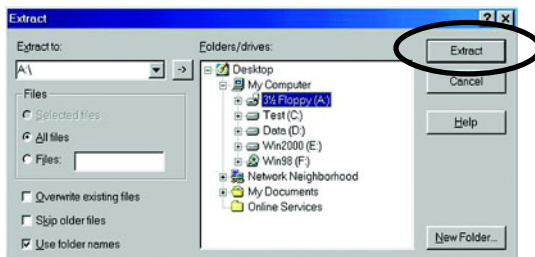 Extract
Extract to:
A:\
Files
Selected files
All files
Files:
Overwrite existing files
Skip older files
Use folder names
Folders/drives:
Desktop
My Computer
3½ Floppy (A:)
Test (C:)
Data (D:)
Win2000 (E:)
Win98 (F:)
Network Neighborhood
My Documents
Online Services
Extract
Cancel
Help
New Folder...